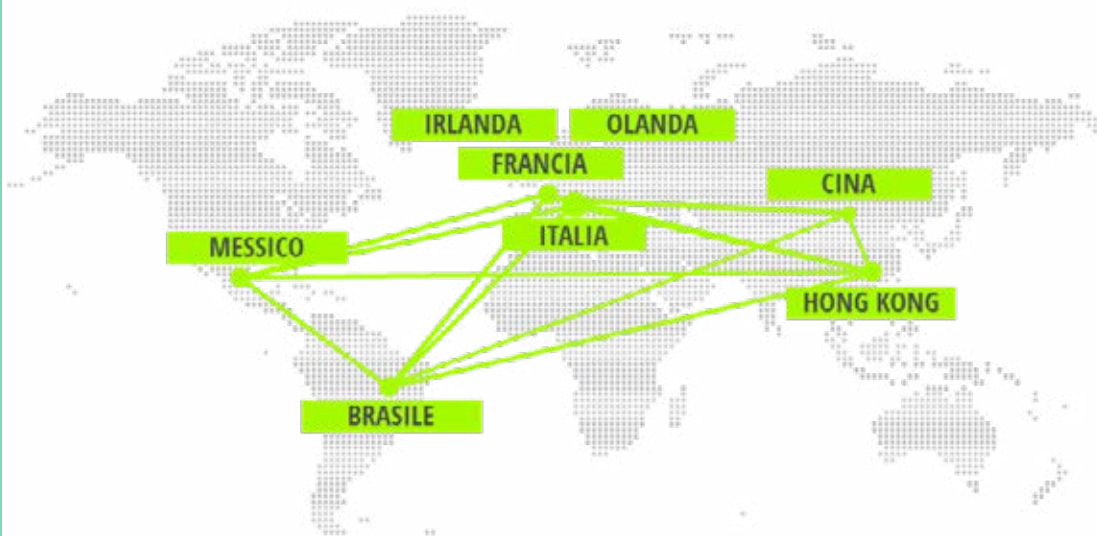 IRLANDA
OLANDA
FRANCIA
CINA
MESSICO
ITALIA
HONG KONG
BRASILE